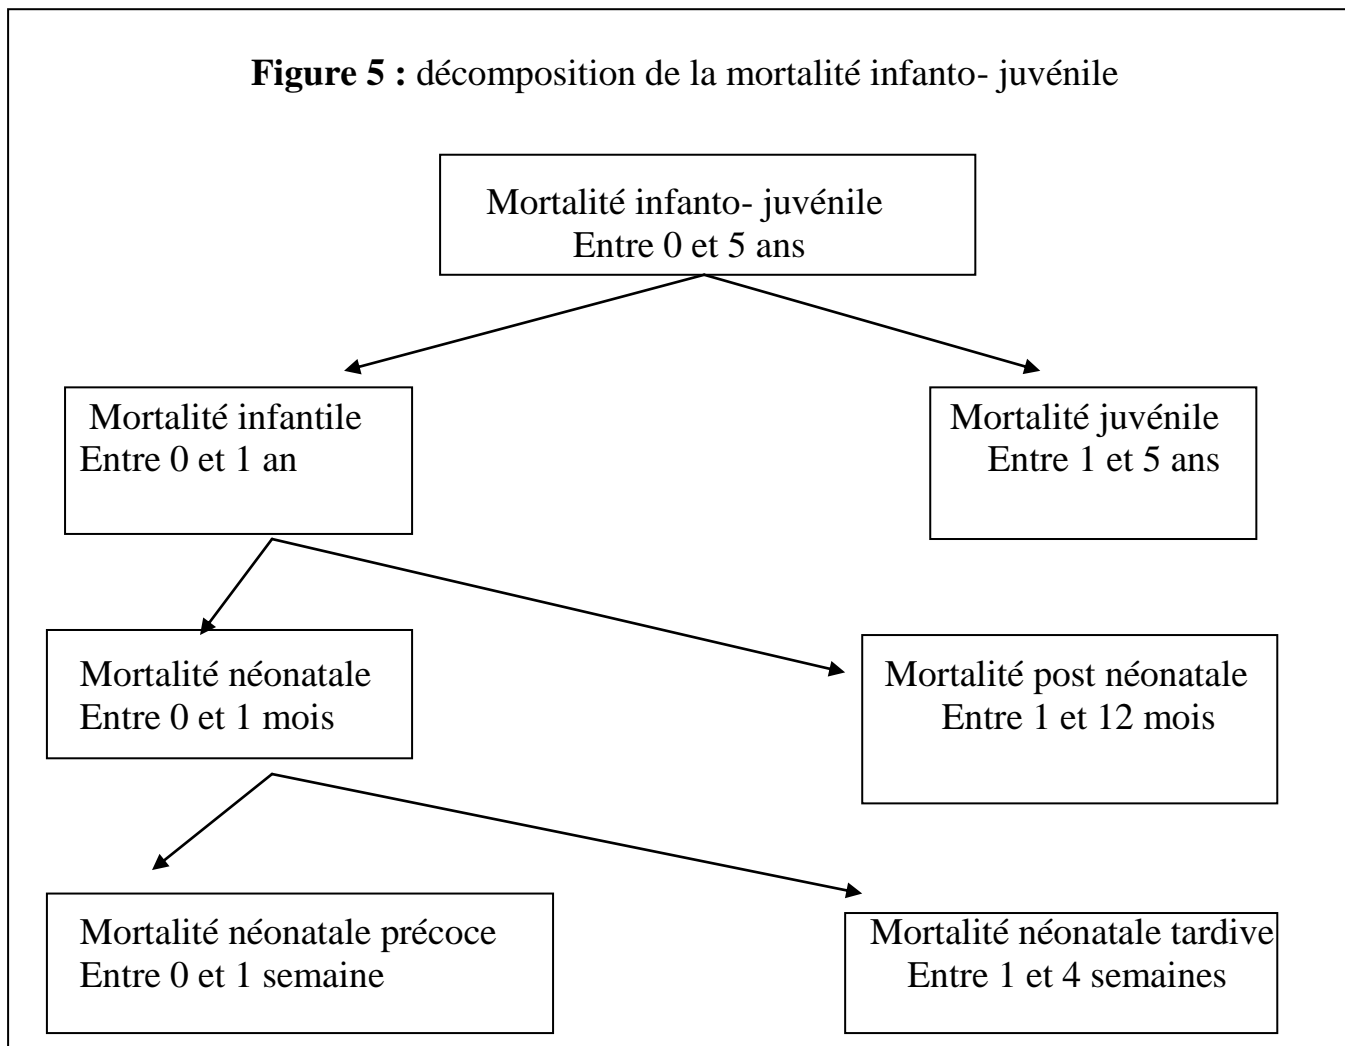 Figure 5 : décomposition de la mortalité infanto- juvénile
Mortalité infanto- juvénile
Entre 0 et 5 ans
Mortalité infantile
Entre 0 et 1 an
Mortalité juvénile
Entre 1 et 5 ans
Mortalité néonatale
Entre 0 et 1 mois
Mortalité post néonatale
Entre 1 et 12 mois
Mortalité néonatale précoce
Entre 0 et 1 semaine
Mortalité néonatale tardive
Entre 1 et 4 semaines